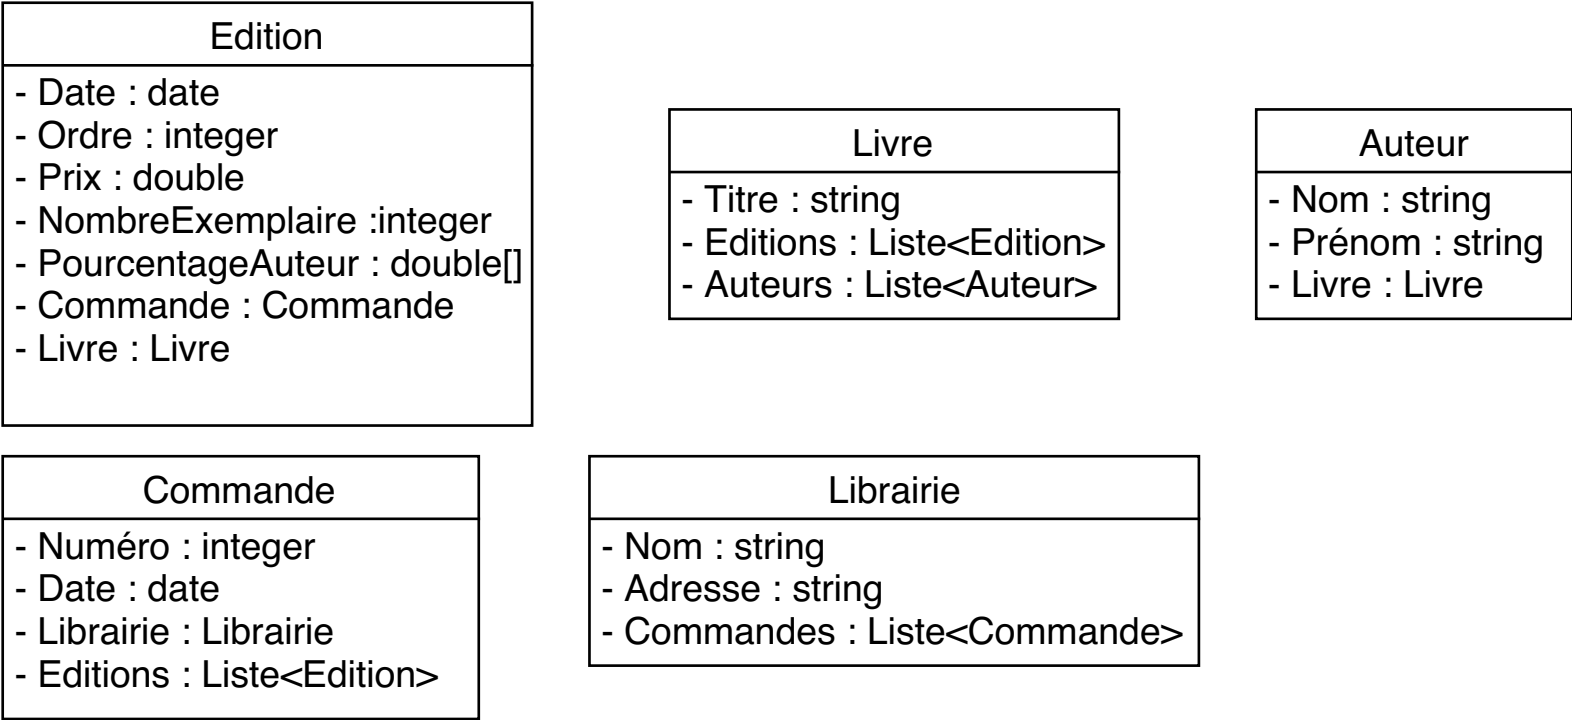 Edition
- Date : date
- Ordre : integer
- Prix : double
- NombreExemplaire :integer
- PourcentageAuteur : double[]
- Commande : Commande
- Livre : Livre
Livre
- Titre : string
- Editions : Liste<Edition>
- Auteurs : Liste<Auteur>
Auteur
- Nom : string
- Prénom : string
- Livre : Livre
Commande
- Numéro : integer
- Date : date
- Librairie : Librairie
- Editions : Liste<Edition>
Librairie
- Nom : string
- Adresse : string
- Commandes : Liste<Commande>